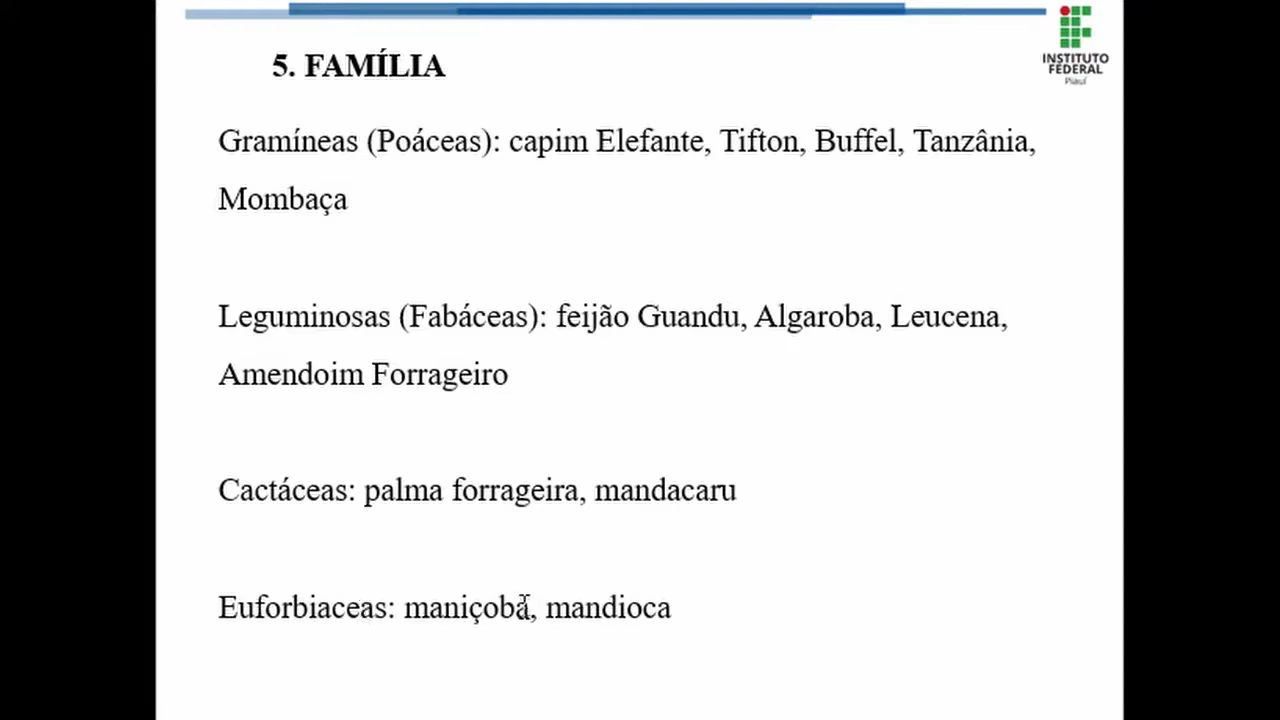 5. FAMÍLIA
INSTITUTO
FEDERAL
Piauí
Gramíneas (Poáceas): capim Elefante, Tifton, Buffel, Tanzânia,
Mombaça
Leguminosas (Fabáceas): feijão Guandu, Algaroba, Leucena,
Amendoim Forrageiro
Cactáceas: palma forrageira, mandacaru
Euforbiaceas: maniçoba, mandioca